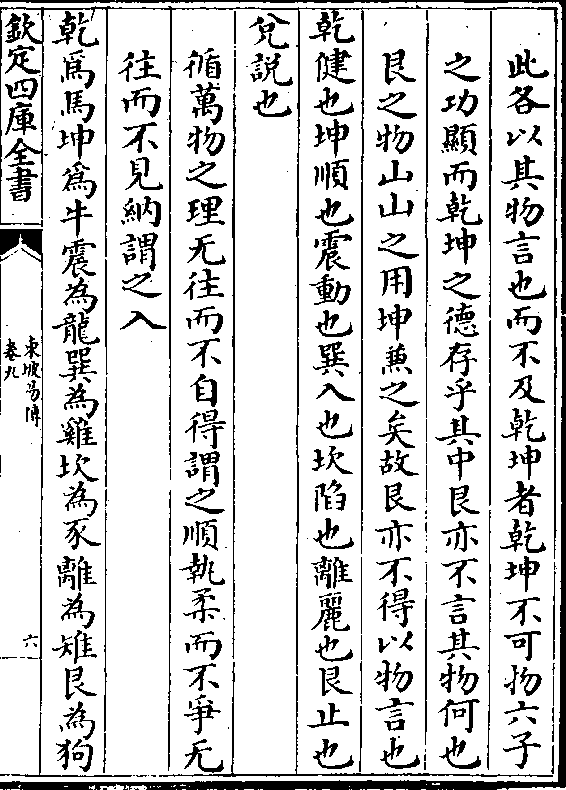 此各以其物言也而不及乾坤者乾坤不可物六子
之功顯而乾坤之德存乎其中艮亦不言其物何也
艮之物山山之用坤兼之矣故艮亦不得以物言也
乾健也坤順也震動也巽入也坎陷也離麗也艮止也
兌說也
循萬物之理无往而不自得謂之順執柔而不爭无
往而不見納謂之入
乾爲馬坤爲牛震為龍巽為雞坎為豕離為雉艮為狗
欽定四庫全書
東坡易傳
卷九
六